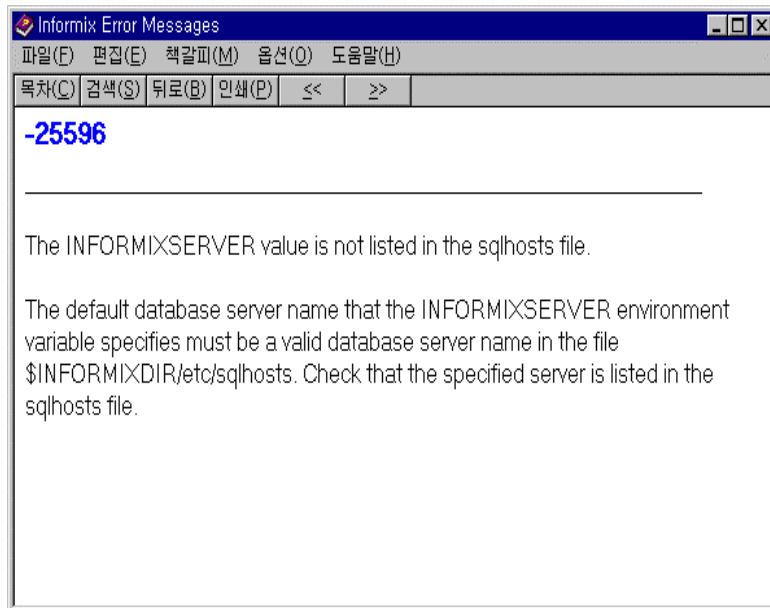 Informix Error Messages
파일(F) 편집(E) 책갈피(M) 옵션(O) 도움말(H)
목차(C) 검색(S) 뒤로(B) 인쇄(P) << >>
-25596
The INFORMIXSERVER value is not listed in the sqlhosts file.
The default database server name that the INFORMIXSERVER environment
variable specifies must be a valid database server name in the file
$INFORMIXDIR/etc/sqlhosts. Check that the specified server is listed in the
sqlhosts file.